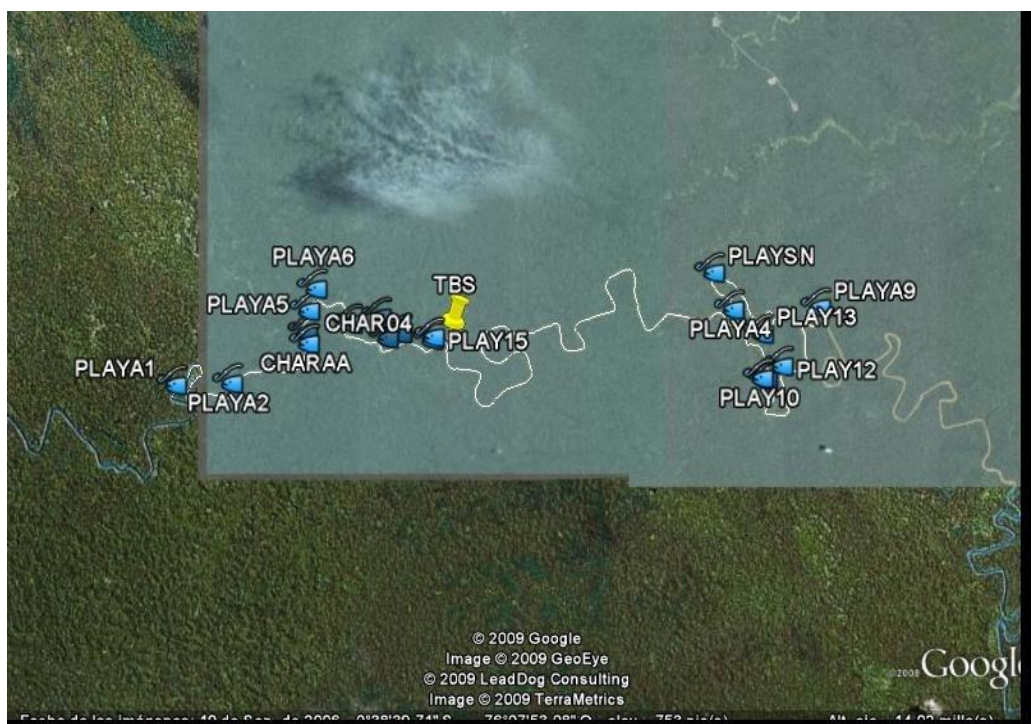 PLAYA6
PLAYSN
TBS
PLAYA9
PLAYA5
CHAR04
PLAYA4
PLAY13
PLAY15
CHARAA
PLAYA1
PLAY12
PLAYA2
PLAY10
© 2009 Google
Image © 2009 GeoEye
© 2009 LeadDog Consulting
Image © 2009 TerraMetrics
©2009 Google